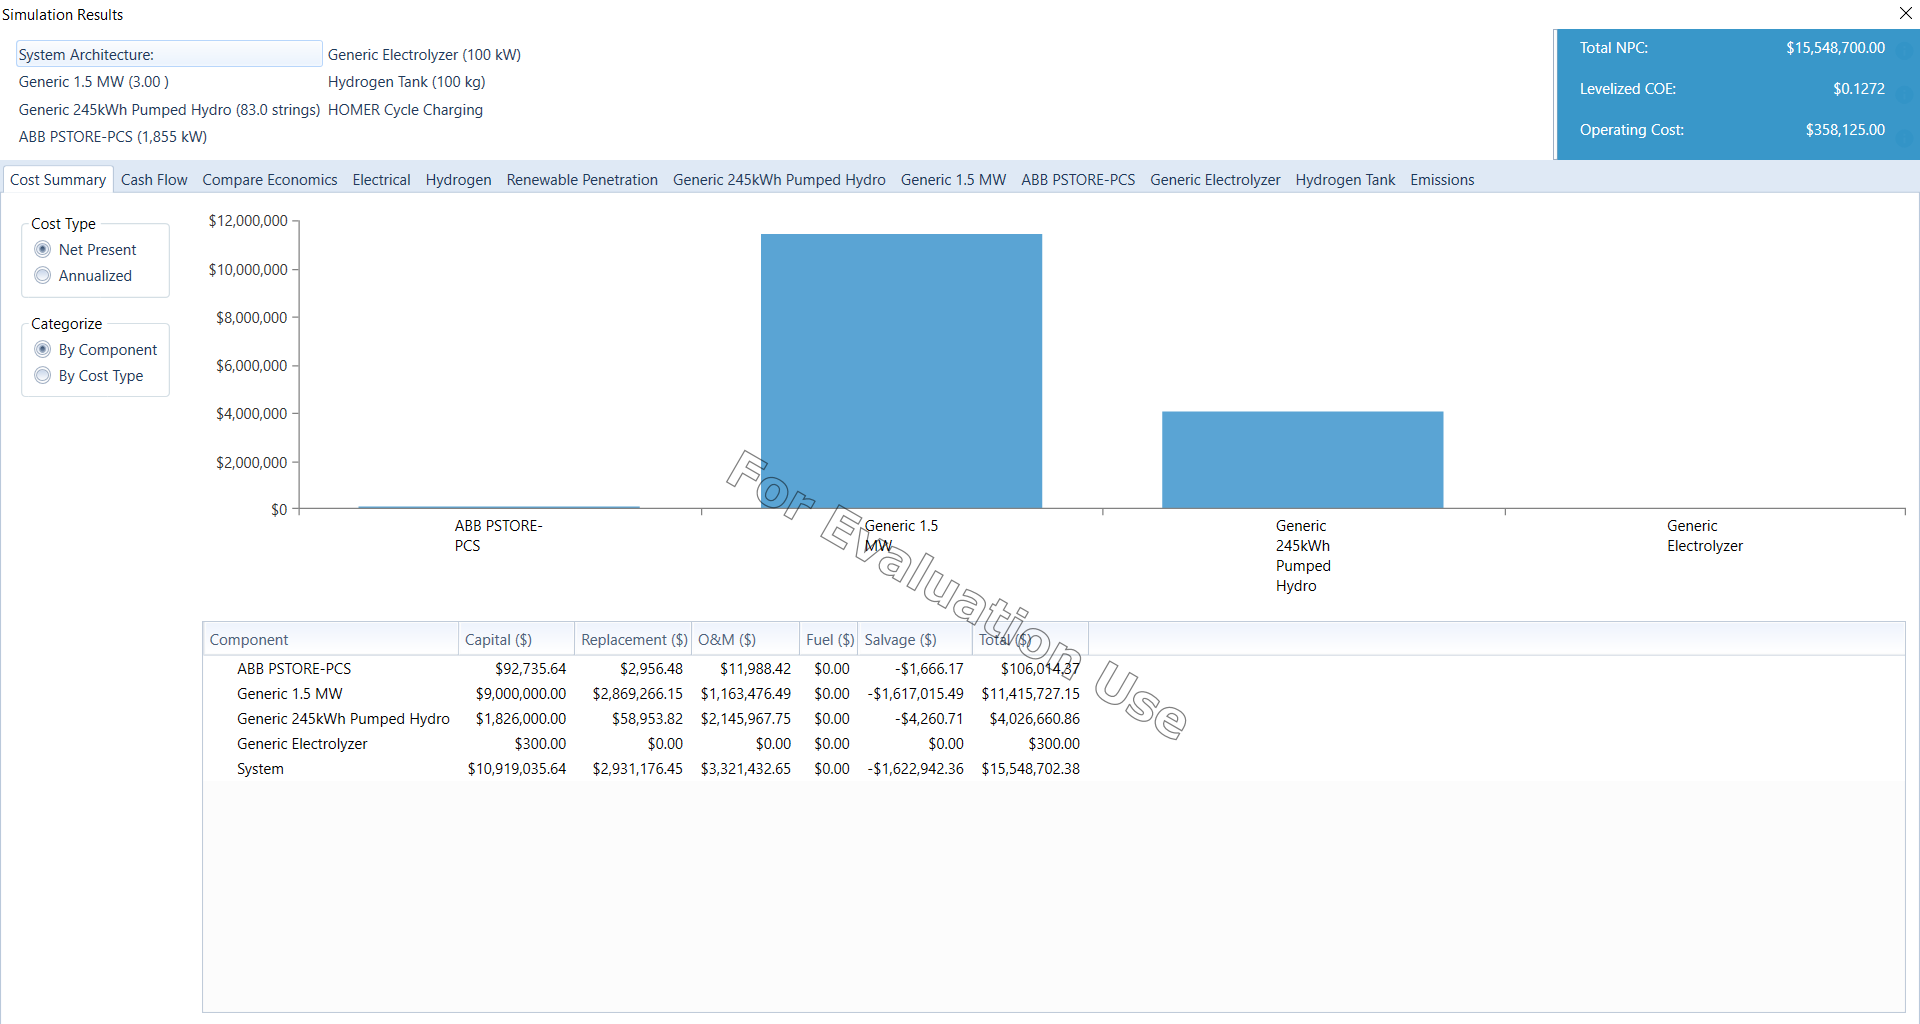 Simulation Results
System Architecture:
Generic Electrolyzer (100 kW)
Generic 1.5 MW (3.00 )
Hydrogen Tank (100 kg)
Generic 245kWh Pumped Hydro (83.0 strings)
HOMER Cycle Charging
ABB PSTORE-PCS (1,855 kW)
Total NPC: $15,548,700.00
Levelized COE: $0.1272
Operating Cost: $358,125.00
Cost Summary Cash Flow Compare Economics Electrical Hydrogen Renewable Penetration Generic 245kWh Pumped Hydro Generic 1.5 MW ABB PSTORE-PCS Generic Electrolyzer Hydrogen Tank Emissions
Cost Type
Net Present
Annualized
Categorize
By Component
By Cost Type
$12,000,000
$10,000,000
$8,000,000
$6,000,000
$4,000,000
$2,000,000
$0
ABB PSTORE-
PCS
Generic 1.5
MW
Generic
245kWh
Pumped
Hydro
Generic
Electrolyzer
For Evaluation Use
Component Capital ($) Replacement ($) O&M ($) Fuel ($) Salvage ($) Total ($)
ABB PSTORE-PCS $92,735.64 $2,956.48 $11,988.42 $0.00 -$1,666.17 $106,014.37
Generic 1.5 MW $9,000,000.00 $2,869,266.15 $1,163,476.49 $0.00 -$1,617,015.49 $11,415,727.15
Generic 245kWh Pumped Hydro $1,826,000.00 $58,953.82 $2,145,967.75 $0.00 -$4,260.71 $4,026,660.86
Generic Electrolyzer $300.00 $0.00 $0.00 $0.00 $0.00 $300.00
System $10,919,035.64 $2,931,176.45 $3,321,432.65 $0.00 -$1,622,942.36 $15,548,702.38